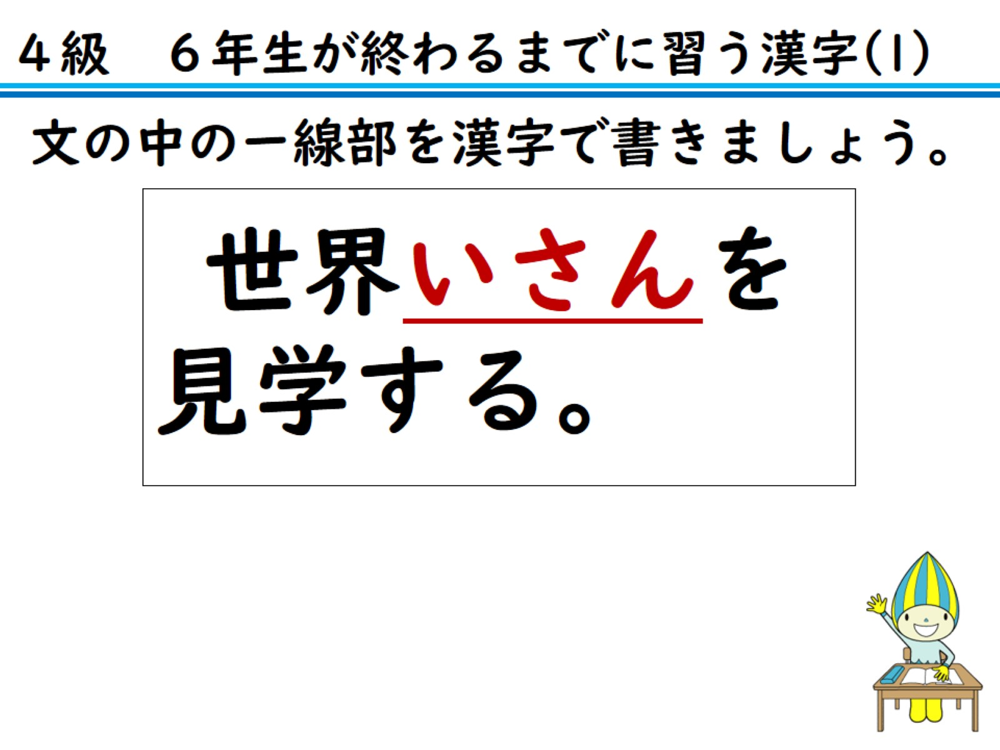 ４級　６年生が終わるまでに習う漢字(1)
文の中の一線部を漢字で書きましょう。
世界いさんを
見学する。